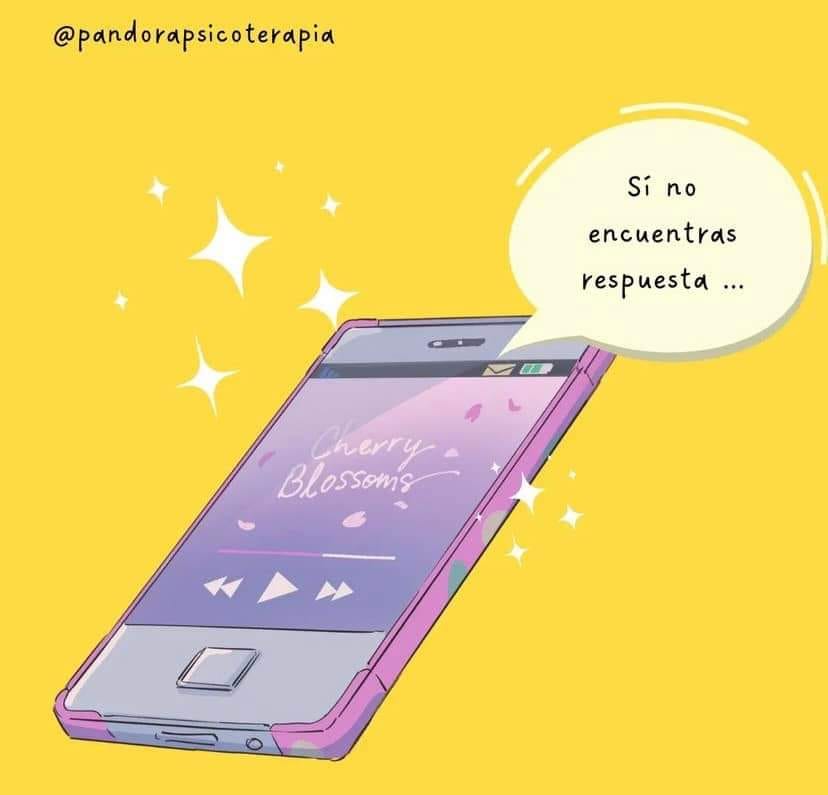 @pandorapsicoterapia
Sí no
encuentras
respuesta ...
Cherry
Blossoms